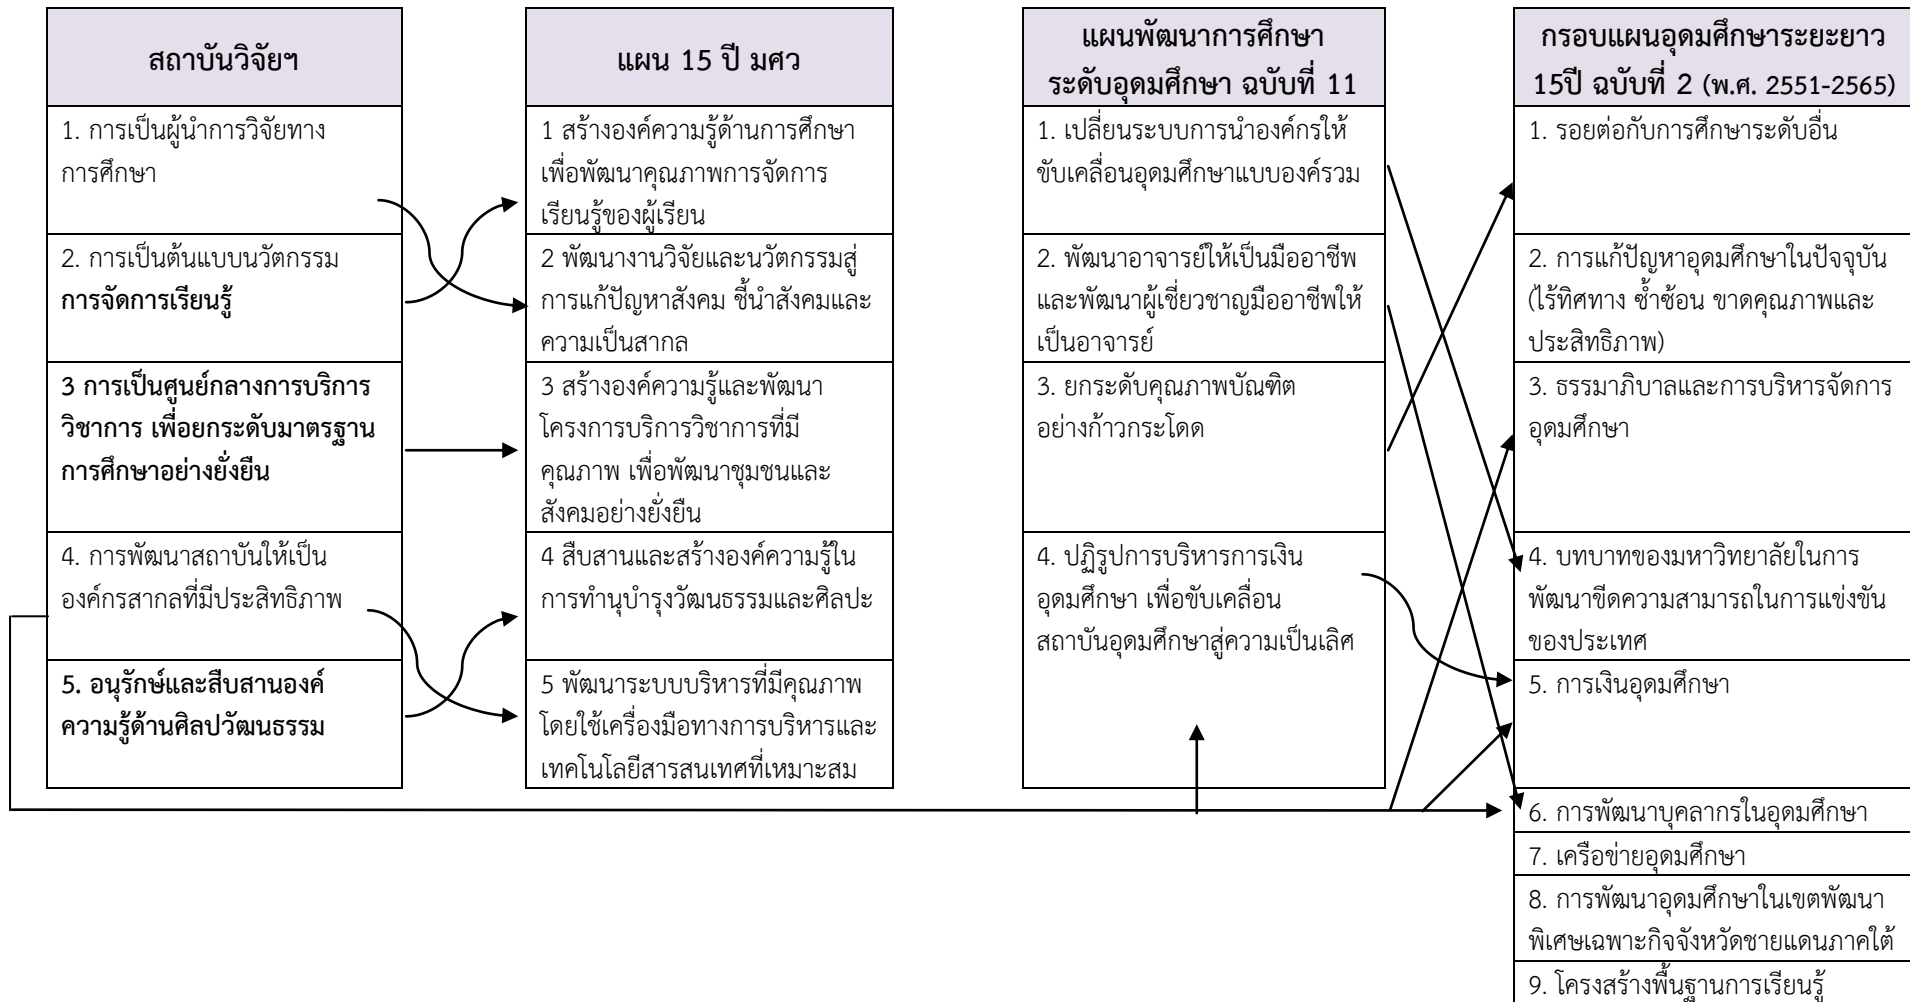 สถาบันวิจัยฯ
1. การเป็นผู้นำการวิจัยทาง
การศึกษา
2. การเป็นต้นแบบนวัตกรรม
การจัดการเรียนรู้
3 การเป็นศูนย์กลางการบริการ
วิชาการ เพื่อยกระดับมาตรฐาน
การศึกษาอย่างยั่งยืน
4. การพัฒนาสถาบันให้เป็น
องค์กรสากลที่มีประสิทธิภาพ
5. อนุรักษ์และสืบสานองค์
ความรู้ด้านศิลปวัฒนธรรม
แผน 15 ปี มศว
1 สร้างองค์ความรู้ด้านการศึกษา
เพื่อพัฒนาคุณภาพการจัดการ
เรียนรู้ของผู้เรียน
2 พัฒนางานวิจัยและนวัตกรรมสู่
การแก้ปัญหาสังคม ชี้นำสังคมและ
ความเป็นสากล
3 สร้างองค์ความรู้และพัฒนา
โครงการบริการวิชาการที่มี
คุณภาพ เพื่อพัฒนาชุมชนและ
สังคมอย่างยั่งยืน
4 สืบสานและสร้างองค์ความรู้ใน
การทำนุบำรุงวัฒนธรรมและศิลปะ
5 พัฒนาระบบบริหารที่มีคุณภาพ
โดยใช้เครื่องมือทางการบริหารและ
เทคโนโลยีสารสนเทศที่เหมาะสม
แผนพัฒนาการศึกษา
ระดับอุดมศึกษา ฉบับที่ 11
1. เปลี่ยนระบบการนำองค์กรให้
ขับเคลื่อนอุดมศึกษาแบบองค์รวม
2. พัฒนาอาจารย์ให้เป็นมืออาชีพ
และพัฒนาผู้เชี่ยวชาญมืออาชีพให้
เป็นอาจารย์
3. ยกระดับคุณภาพบัณฑิต
อย่างก้าวกระโดด
4. ปฏิรูปการบริหารการเงิน
อุดมศึกษา เพื่อขับเคลื่อน
สถาบันอุดมศึกษาสู่ความเป็นเลิศ
กรอบแผนอุดมศึกษาระยะยาว
15ปี ฉบับที่ 2 (พ.ศ. 2551-2565)
1. รอยต่อกับการศึกษาระดับอื่น
2. การแก้ปัญหาอุดมศึกษาในปัจจุบัน
(ไร้ทิศทาง ซ้ำซ้อน ขาดคุณภาพและ
ประสิทธิภาพ)
3. ธรรมาภิบาลและการบริหารจัดการ
อุดมศึกษา
4. บทบาทของมหาวิทยาลัยในการ
พัฒนาขีดความสามารถในการแข่งขัน
ของประเทศ
5. การเงินอุดมศึกษา
6. การพัฒนาบุคลากรในอุดมศึกษา
7. เครือข่ายอุดมศึกษา
8. การพัฒนาอุดมศึกษาในเขตพัฒนา
พิเศษเฉพาะกิจจังหวัดชายแดนภาคใต้
9. โครงสร้างพื้นฐานการเรียนรู้